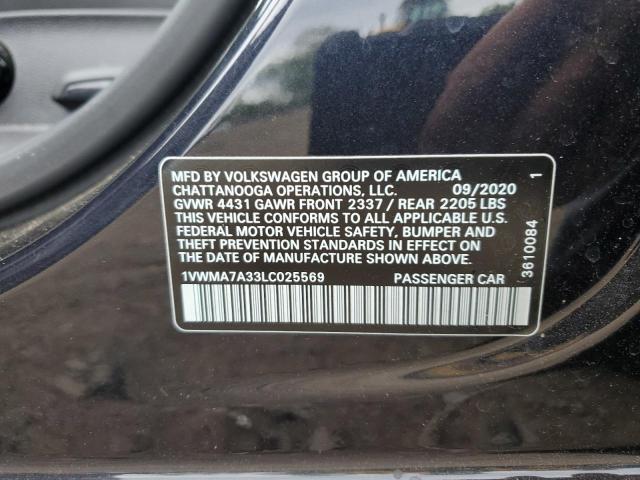 MFD BY VOLKSWAGEN GROUP OF AMERICA
CHATTANOOGA OPERATIONS, LLC. 09/2020
GVWR 4431 GAWR FRONT 2337 / REAR 2205 LBS
THIS VEHICLE CONFORMS TO ALL APPLICABLE U.S.
FEDERAL MOTOR VEHICLE SAFETY, BUMPER AND
THEFT PREVENTION STANDARDS IN EFFECT ON
THE DATE OF MANUFACTURE SHOWN ABOVE.
1VWMA7A33LC025569 PASSENGER CAR
3610084 1